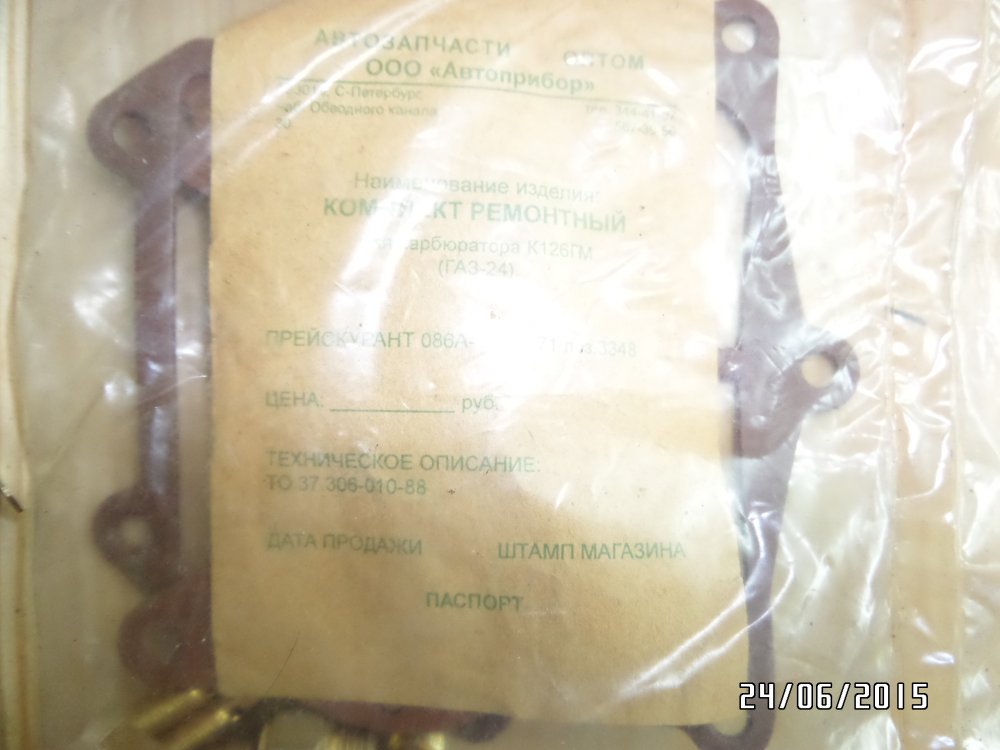 АВТОЗАПЧАСТИ ОПТОМ
ООО «Автоприбор»
С-Петербург
Обводного канала
Наименование изделия:
КОМПЛЕКТ РЕМОНТНЫЙ
карбюратора К126ГМ
(ГАЗ-24)
ПРЕЙСКУРАНТ 086А-
ЦЕНА: ____________ руб.
ТЕХНИЧЕСКОЕ ОПИСАНИЕ:
ТО 37.306-010-88
ДАТА ПРОДАЖИ ШТАМП МАГАЗИНА
ПАСПОРТ
24/06/2015